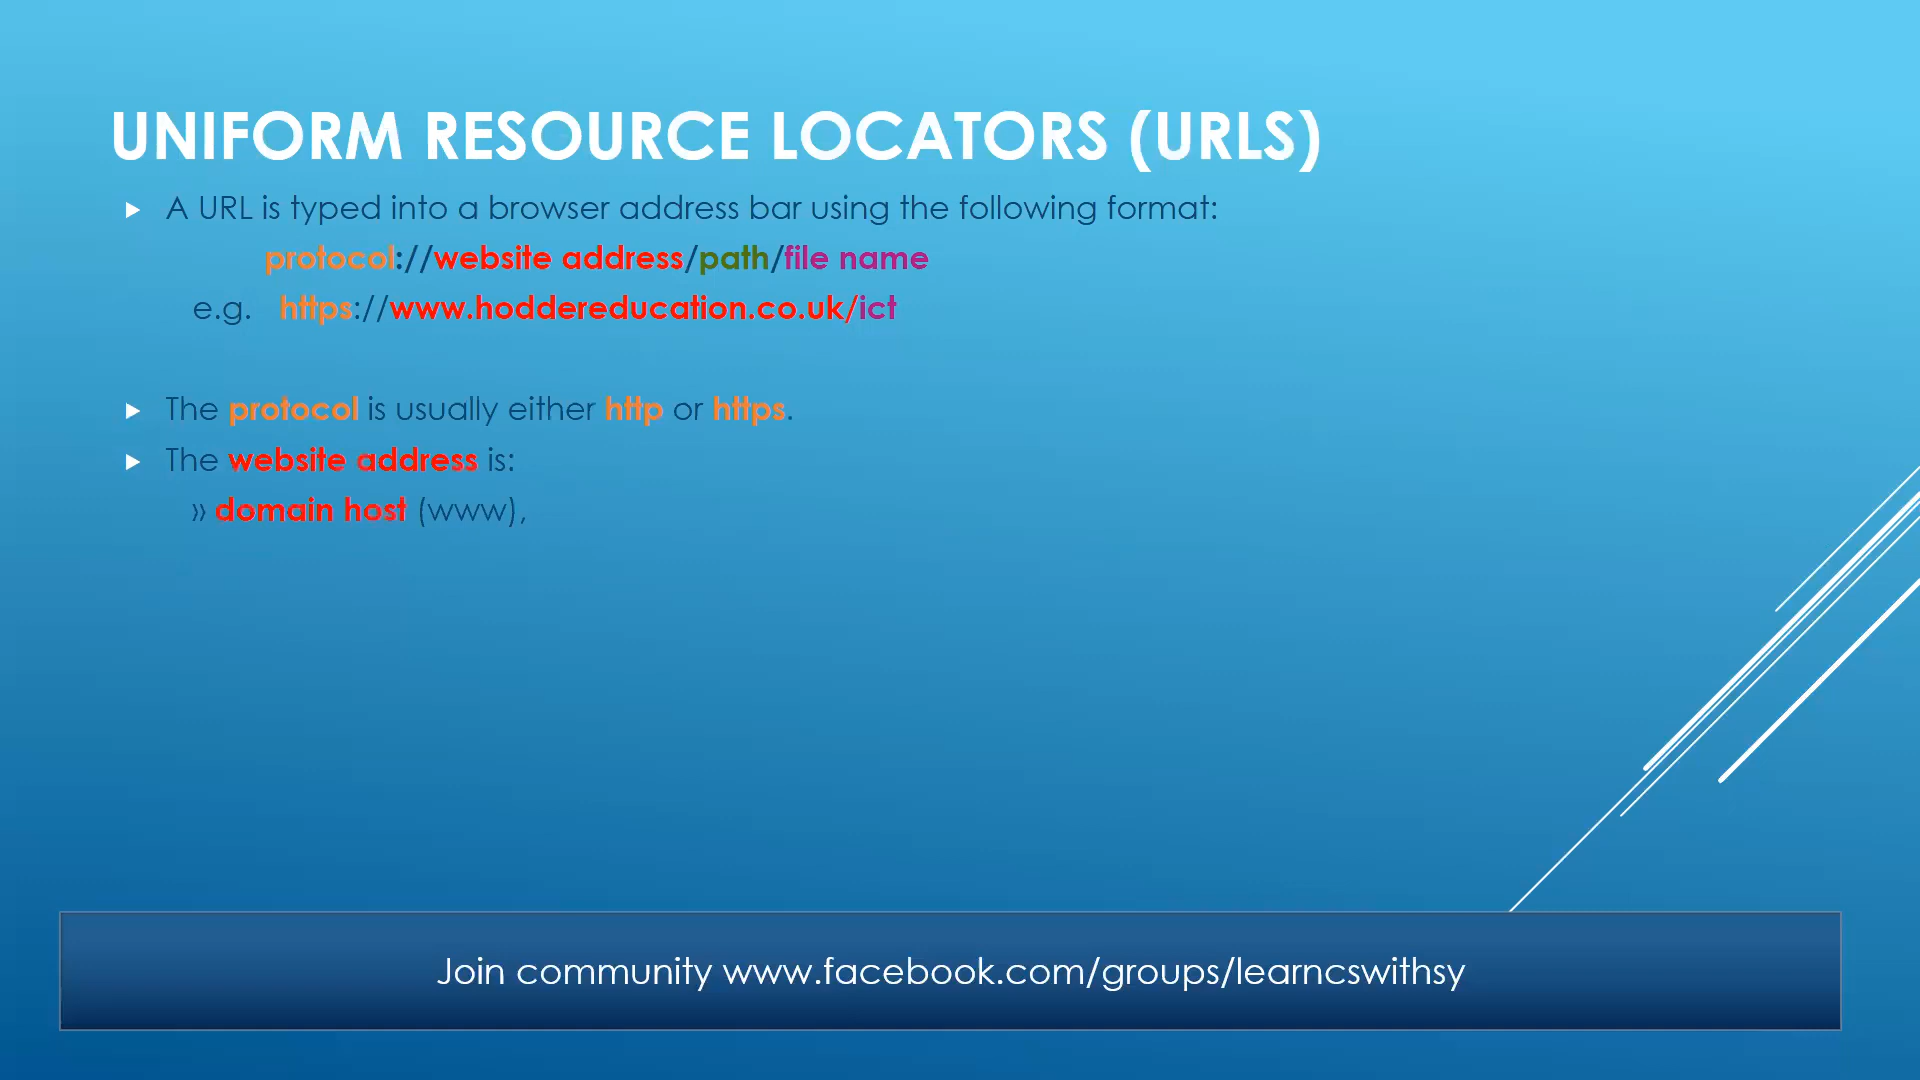 UNIFORM RESOURCE LOCATORS (URLS)
A URL is typed into a browser address bar using the following format:
protocol://website address/path/file name
e.g. https://www.hoddereducation.co.uk/ict
The protocol is usually either http or https.
The website address is:
» domain host (www),
Join community www.facebook.com/groups/learncswithsy